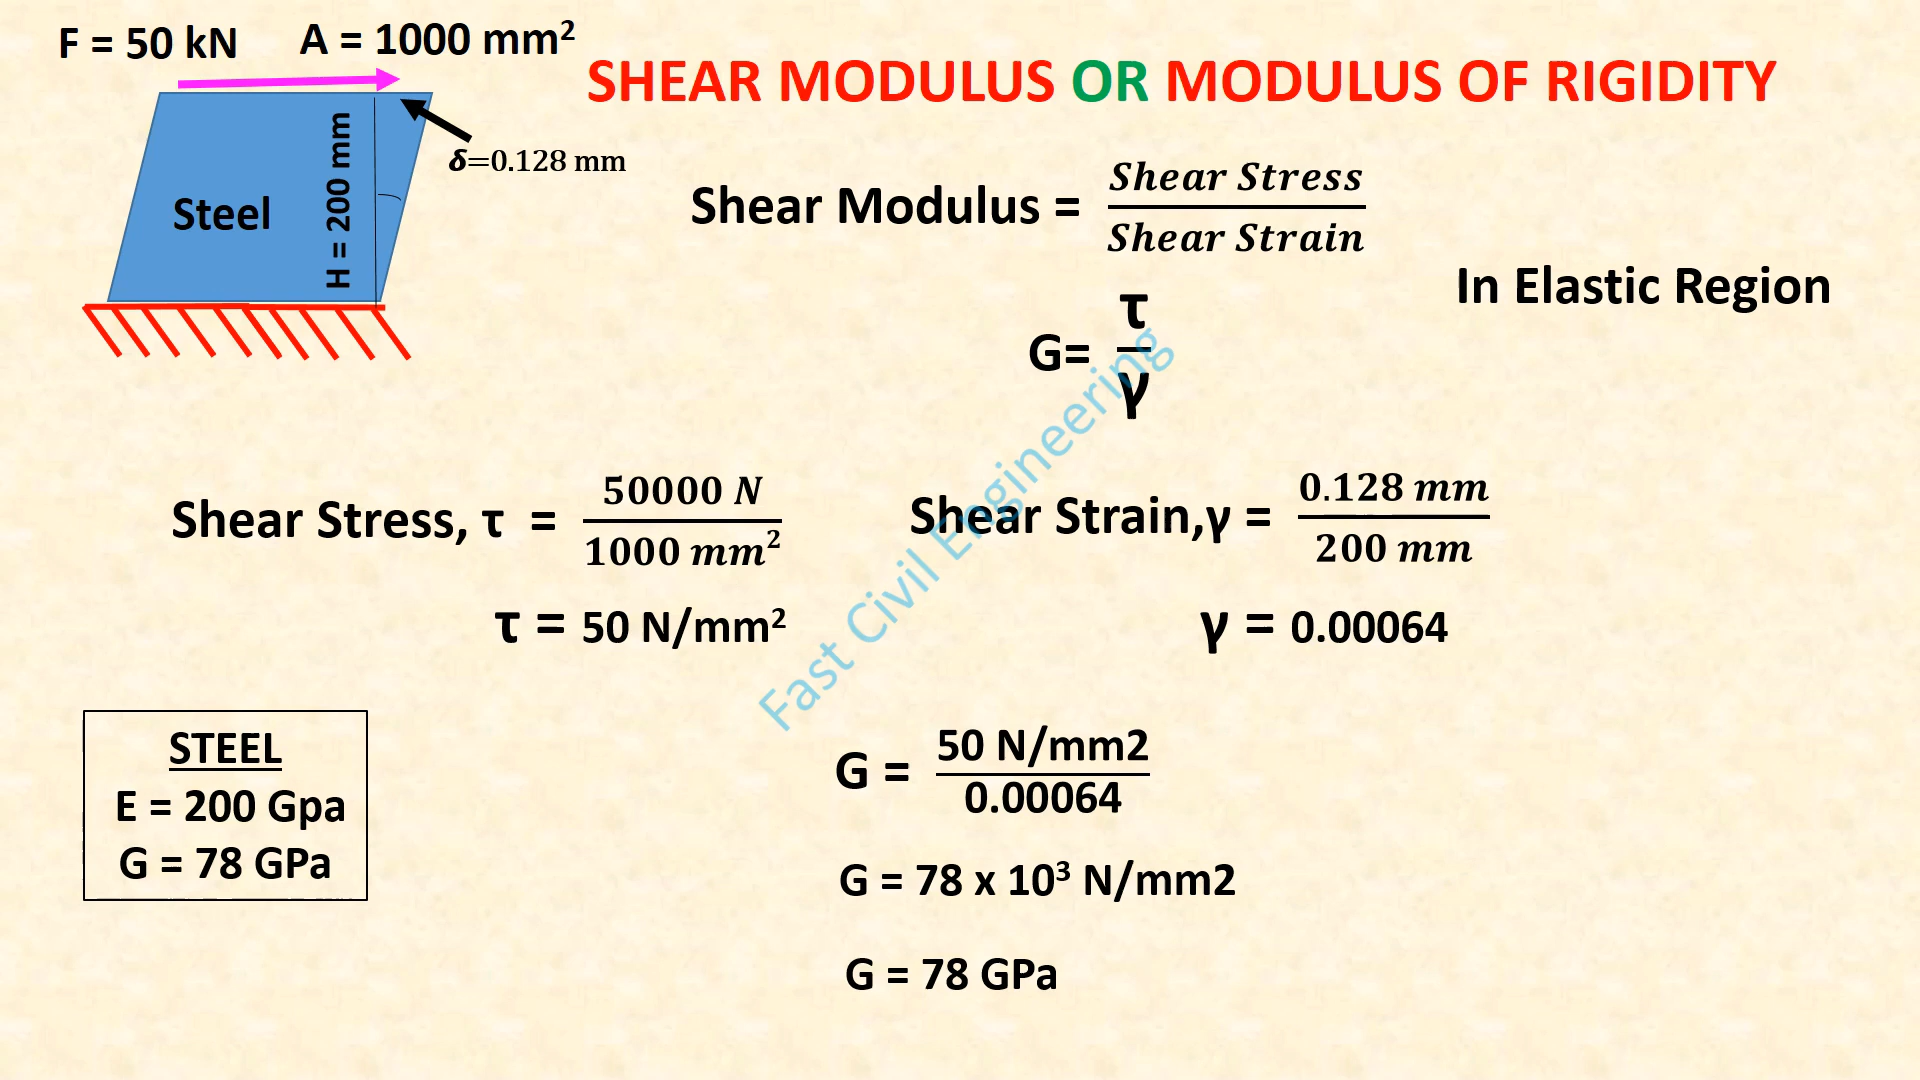 F = 50 kN
A = 1000 mm²
SHEAR MODULUS OR MODULUS OF RIGIDITY
H = 200 mm
δ=0.128 mm
Steel
Shear Modulus = Shear Stress
Shear Strain
In Elastic Region
G= τ
γ
Shear Stress, τ = 50000 N
1000 mm²
Shear Strain,γ = 0.128 mm
200 mm
τ = 50 N/mm²
γ = 0.00064
Fast Civil Engineering
STEEL
E = 200 Gpa
G = 78 GPa
G = 50 N/mm2
0.00064
G = 78 x 10³ N/mm2
G = 78 GPa